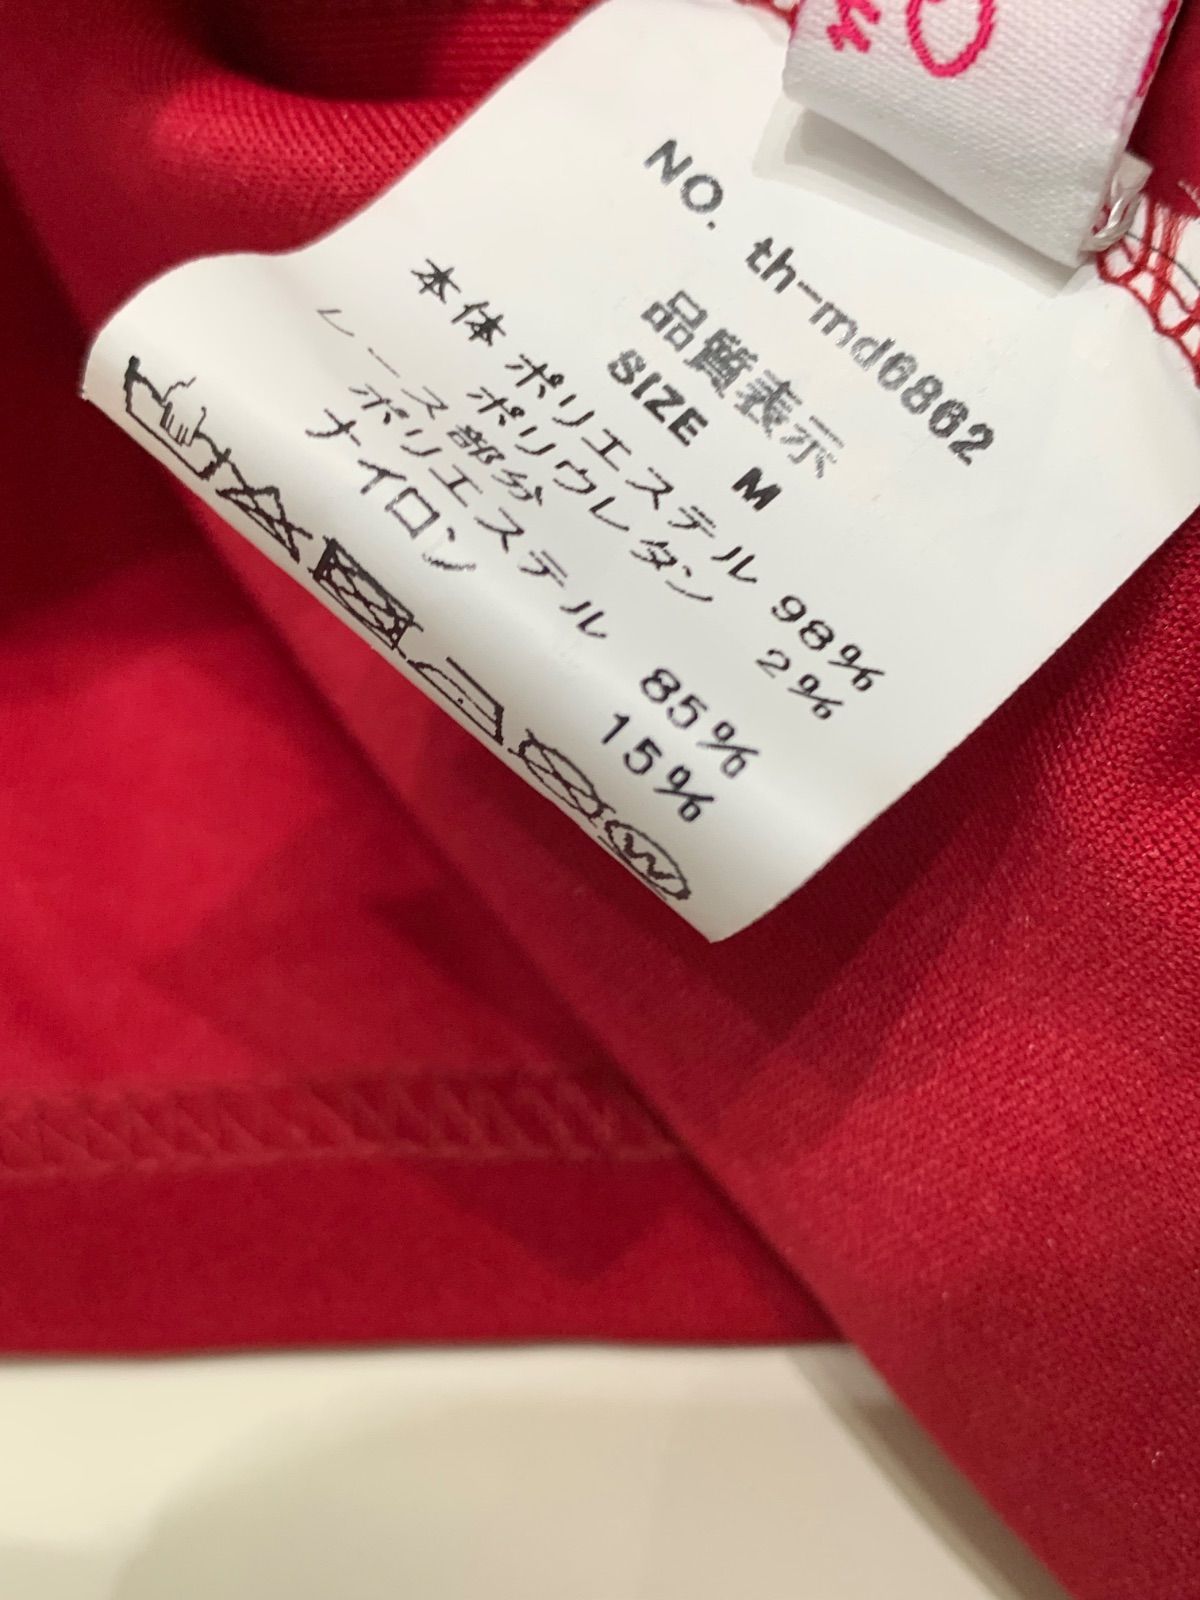 NO. th-md6862
品質表示
SIZE M
本体 ポリエステル 98%
ポリウレタン 2%
レース部分
ポリエステル 85%
ナイロン 15%
W